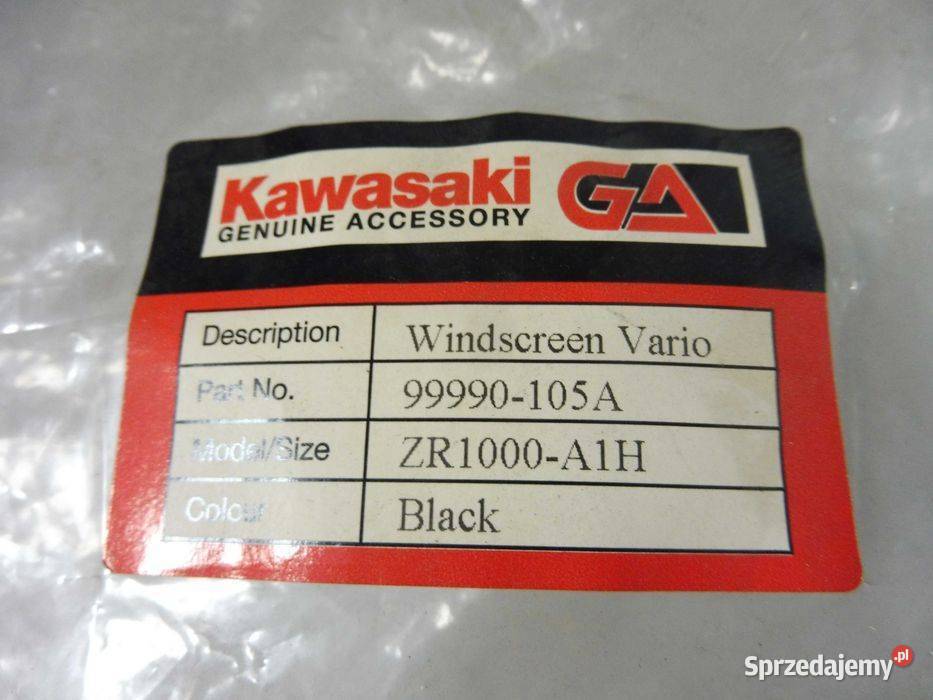 Kawasaki
GENUINE ACCESSORY
GA
Description Windscreen Vario
Part No. 99990-105A
Model/Size ZR1000-A1H
Colour Black
Sprzedajemy.pl